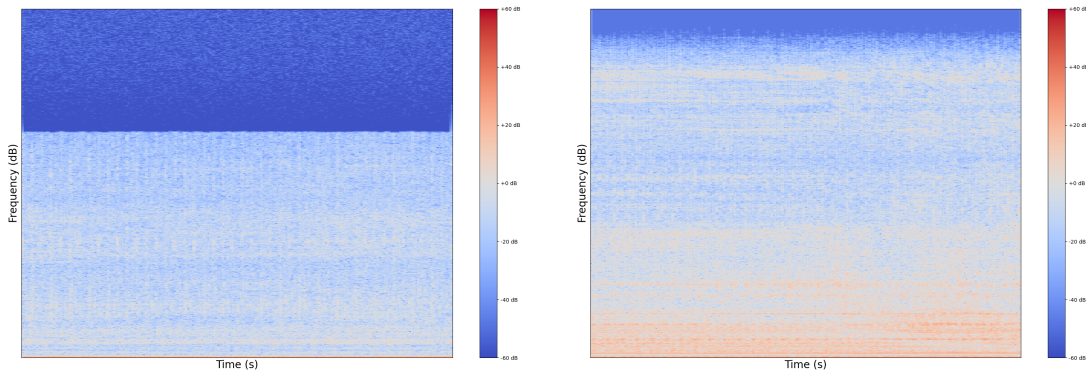 +60 dB
+40 dB
+20 dB
+0 dB
-20 dB
-40 dB
-60 dB
Frequency (dB)
Time (s)
+60 dB
+40 dB
+20 dB
+0 dB
-20 dB
-40 dB
-60 dB
Frequency (dB)
Time (s)